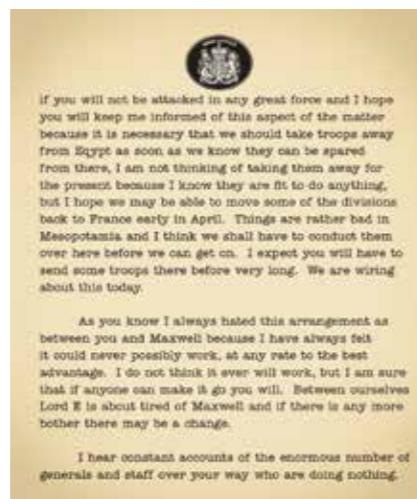 if you will not be attacked in any great force and I hope
you will keep me informed of this aspect of the matter
because it is necessary that we should take troops away
from Egypt as soon as we know they can be spared
from there, I am not thinking of taking them away for
the present because I know they are fit to do anything,
but I hope we may be able to move some of the divisions
back to France early in April. Things are rather bad in
Mesopotamia and I think we shall have to conduct them
over here before we can get on. I expect you will have to
send some troops there before very long. We are wiring
about this today.
As you know I always hated this arrangement as
between you and Maxwell because I have always felt
it could never possibly work, at any rate to the best
advantage. I do not think it ever will work, but I am sure
that if anyone can make it go you will. Between ourselves
Lord E is about tired of Maxwell and if there is any more
bother there may be a change.
I hear constant accounts of the enormous number of
generals and staff over your way who are doing nothing.